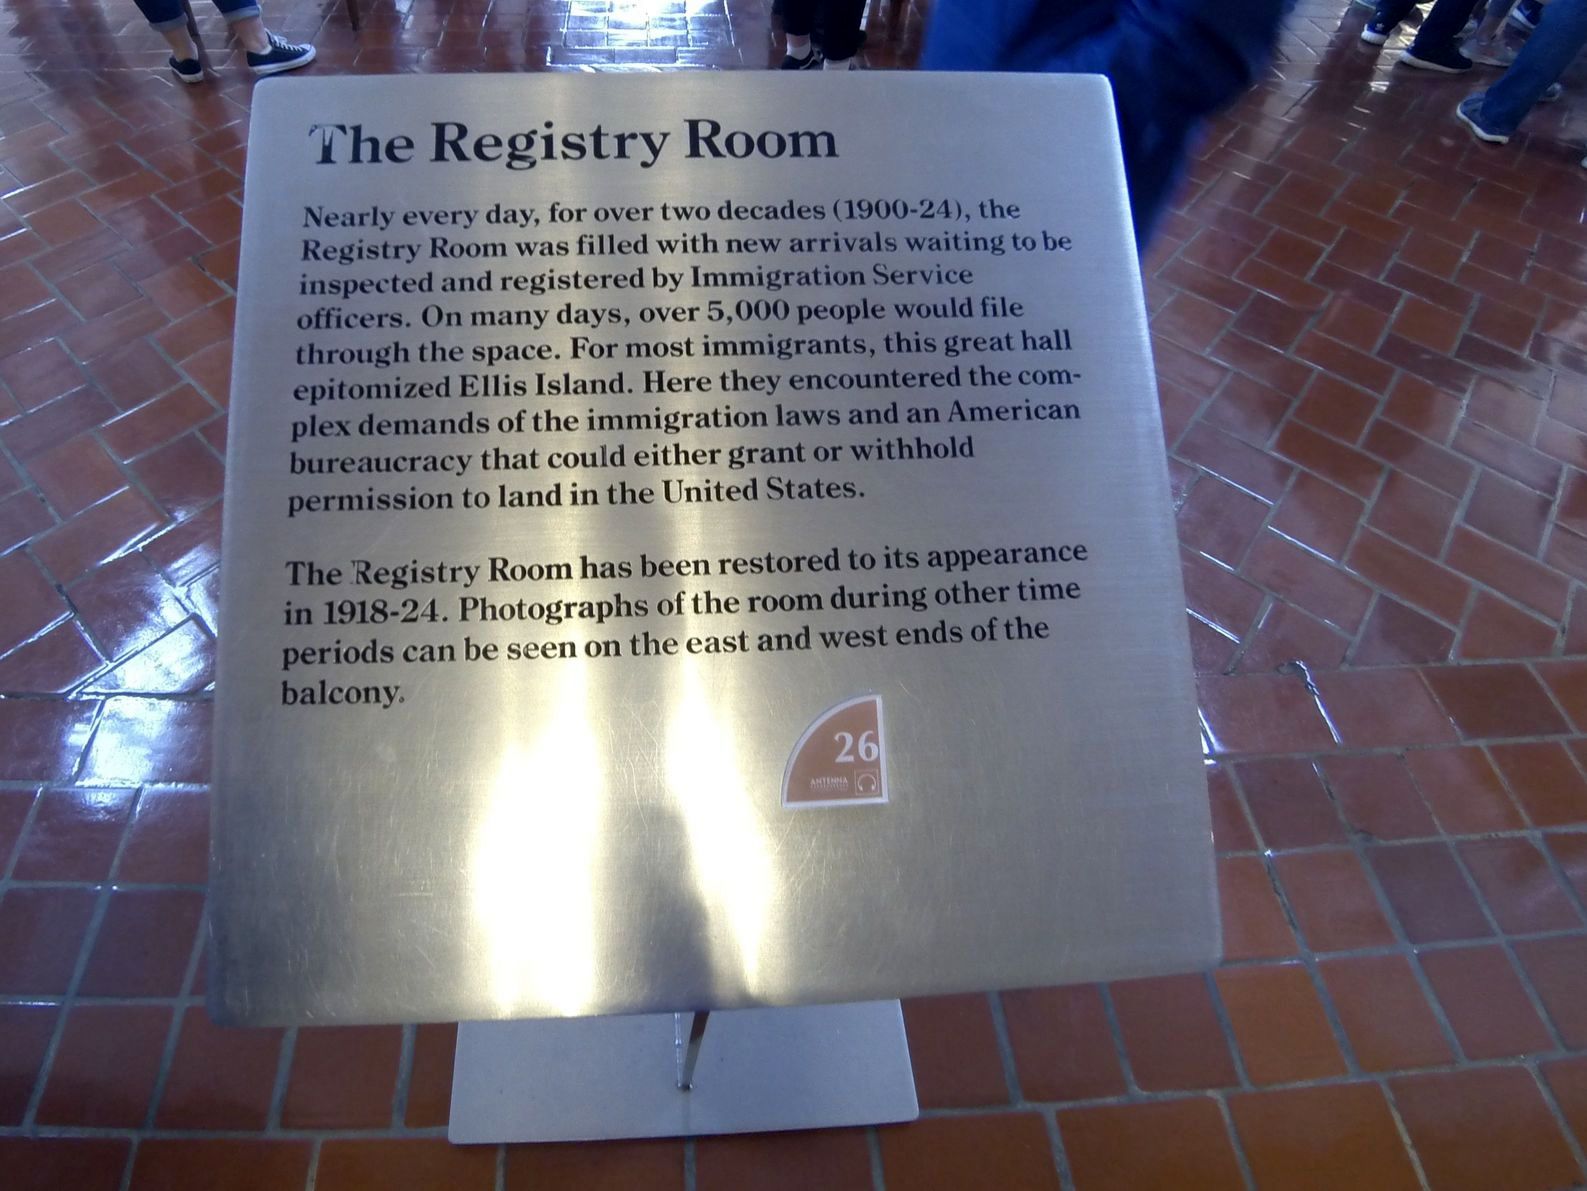 The Registry Room
Nearly every day, for over two decades (1900-24), the
Registry Room was filled with new arrivals waiting to be
inspected and registered by Immigration Service
officers. On many days, over 5,000 people would file
through the space. For most immigrants, this great hall
epitomized Ellis Island. Here they encountered the com-
plex demands of the immigration laws and an American
bureaucracy that could either grant or withhold
permission to land in the United States.
The Registry Room has been restored to its appearance
in 1918-24. Photographs of the room during other time
periods can be seen on the east and west ends of the
balcony.
26
ANTENNA